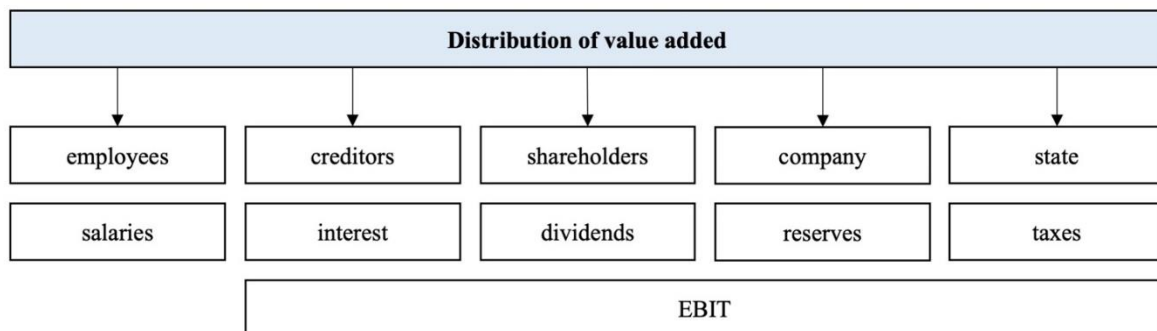 Distribution of value added
employees creditors shareholders company state
salaries interest dividends reserves taxes
EBIT